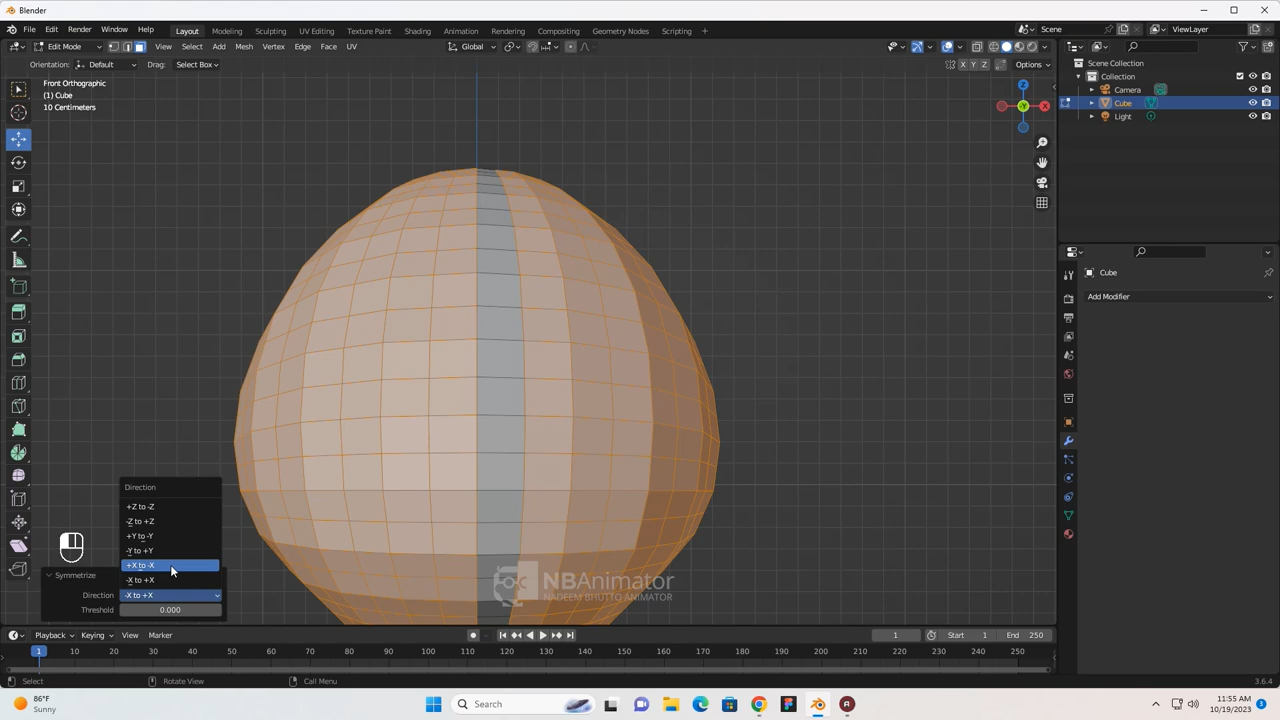 Blender
File Edit Render Window Help Layout Modeling Sculpting UV Editing Texture Paint Shading Animation Rendering Compositing Geometry Nodes Scripting Scene ViewLayer
Edit Mode View Select Add Mesh Vertex Edge Face UV Global
Orientation: Default Drag: Select Box X Y Z Options
Front Orthographic
(1) Cube
10 Centimeters
Z
Y
X
Scene Collection
Collection
Camera
Cube
Light
Cube
Add Modifier
Direction
+Z to -Z
-Z to +Z
+Y to -Y
-Y to +Y
+X to -X
-X to +X
Symmetrize
Direction -X to +X
Threshold 0.000
NBAnimator
NADEEM BHUTTO ANIMATOR
Playback Keying View Marker 1 Start 1 End 250
1 10 20 30 40 50 60 70 80 90 100 110 120 130 140 150 160 170 180 190 200 210 220 230 240 250
Select Rotate View Call Menu 3.6.4
86°F
Sunny
Search
11:55 AM
10/19/2023
3